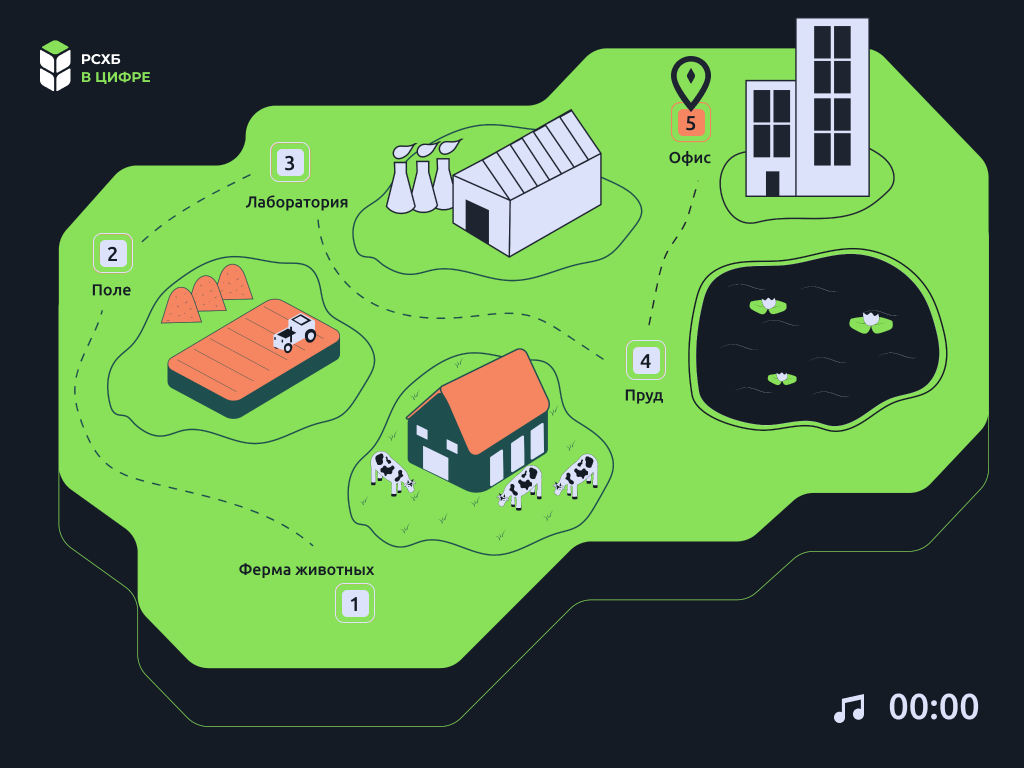 РСХБ
В ЦИФРЕ
5
Офис
3
Лаборатория
2
Поле
4
Пруд
Ферма животных
1
00:00